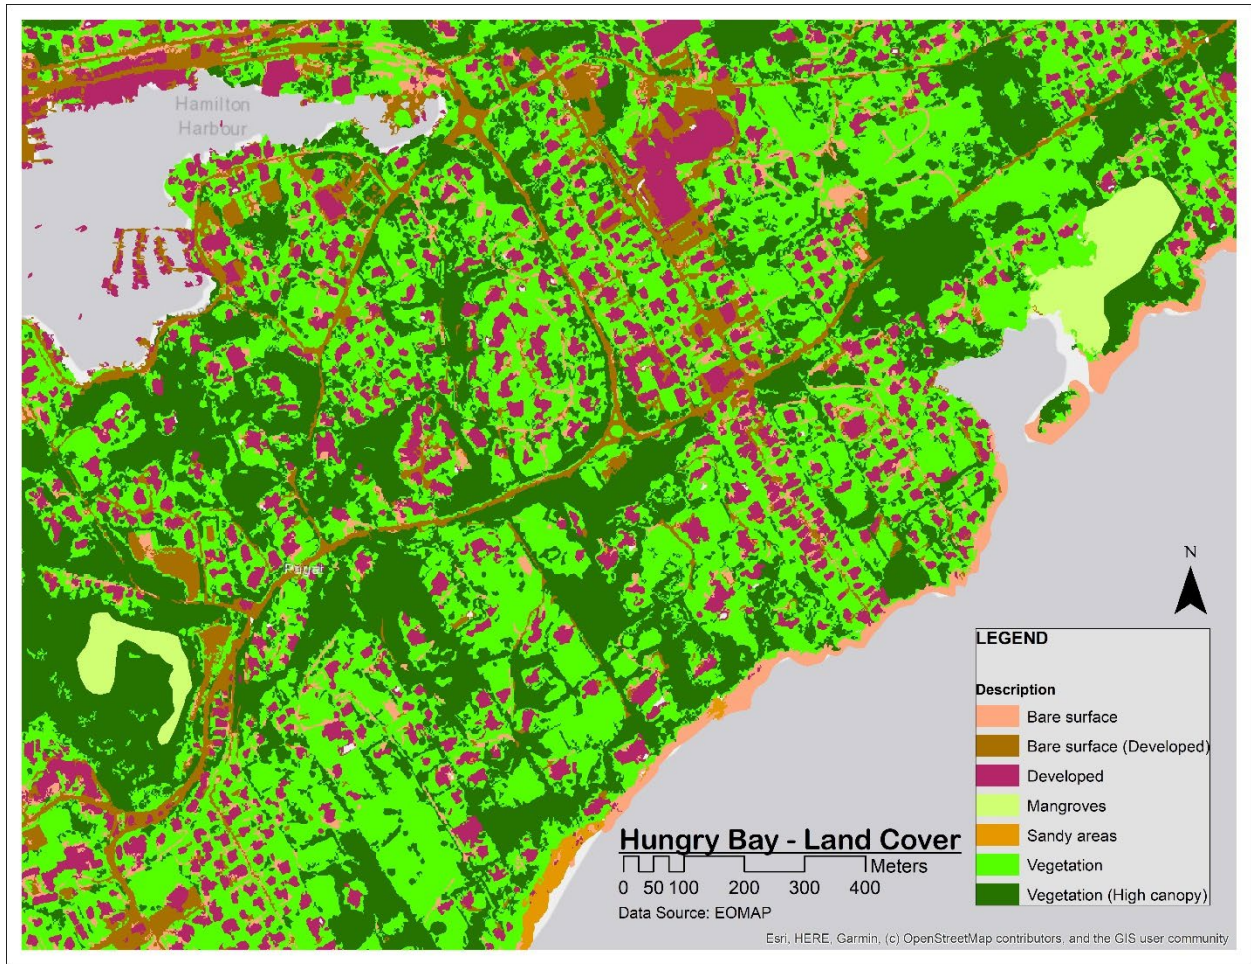 Hamilton
Harbour
Paget
N
LEGEND
Description
Bare surface
Bare surface (Developed)
Developed
Mangroves
Sandy areas
Vegetation
Vegetation (High canopy)
Hungry Bay - Land Cover
Meters
0 50 100 200 300 400
Data Source: EOMAP
Esri, HERE, Garmin, (c) OpenStreetMap contributors, and the GIS user community